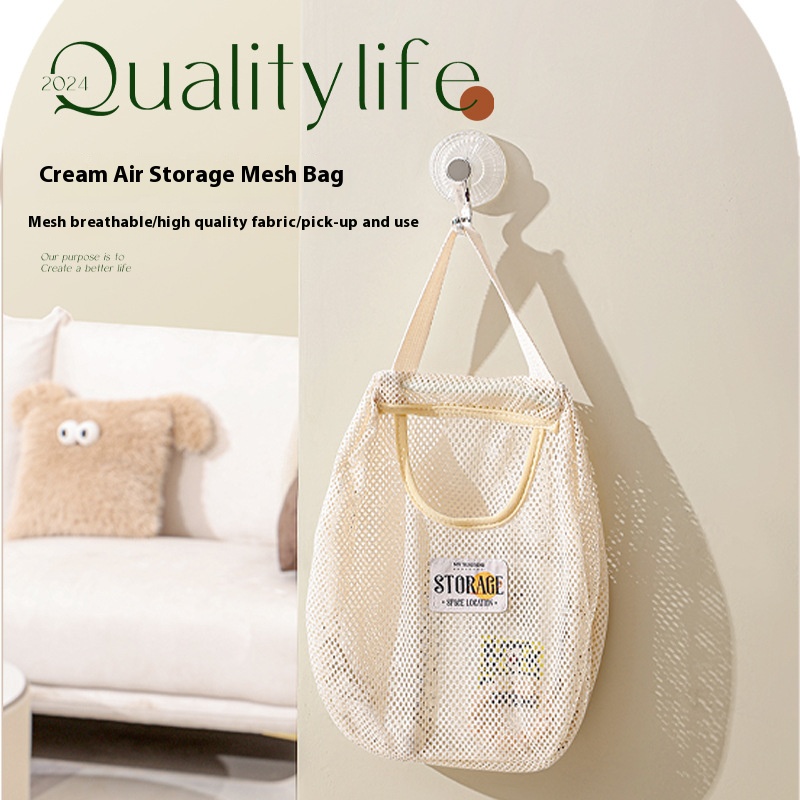 2024
Qualitylife
Cream Air Storage Mesh Bag
Mesh breathable/high quality fabric/pick-up and use
Our purpose is to
Create a better life
STORAGE
• SPACE LOCATION •